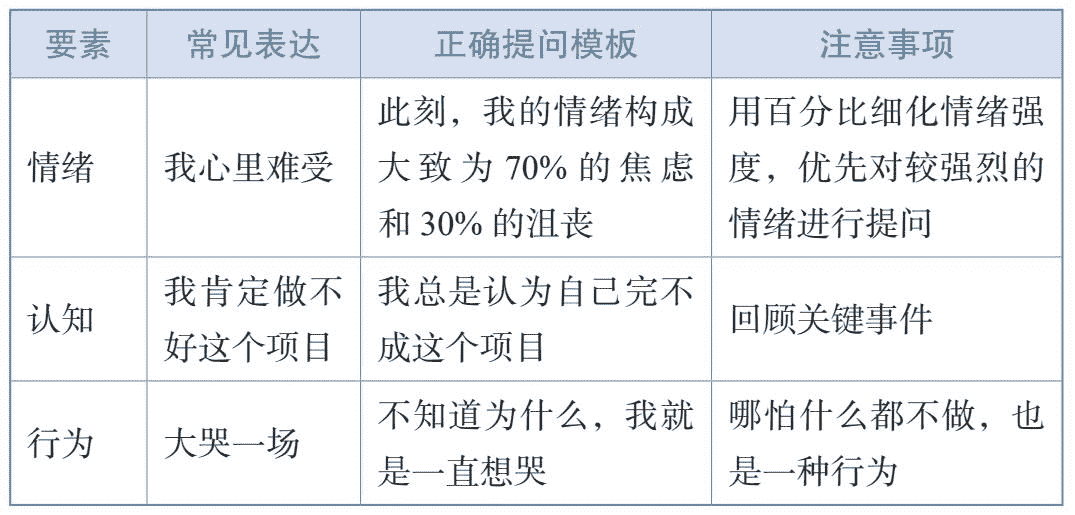 要素 常见表达 正确提问模板 注意事项
情绪
我心里难受
此刻，我的情绪构成
大致为 70% 的焦虑
和 30% 的沮丧
用百分比细化情绪强
度，优先对较强烈的
情绪进行提问
认知
我肯定做不
好这个项目
我总是认为自己完不
成这个项目
回顾关键事件
行为
大哭一场
不知道为什么，我就
是一直想哭
哪怕什么都不做，也
是一种行为